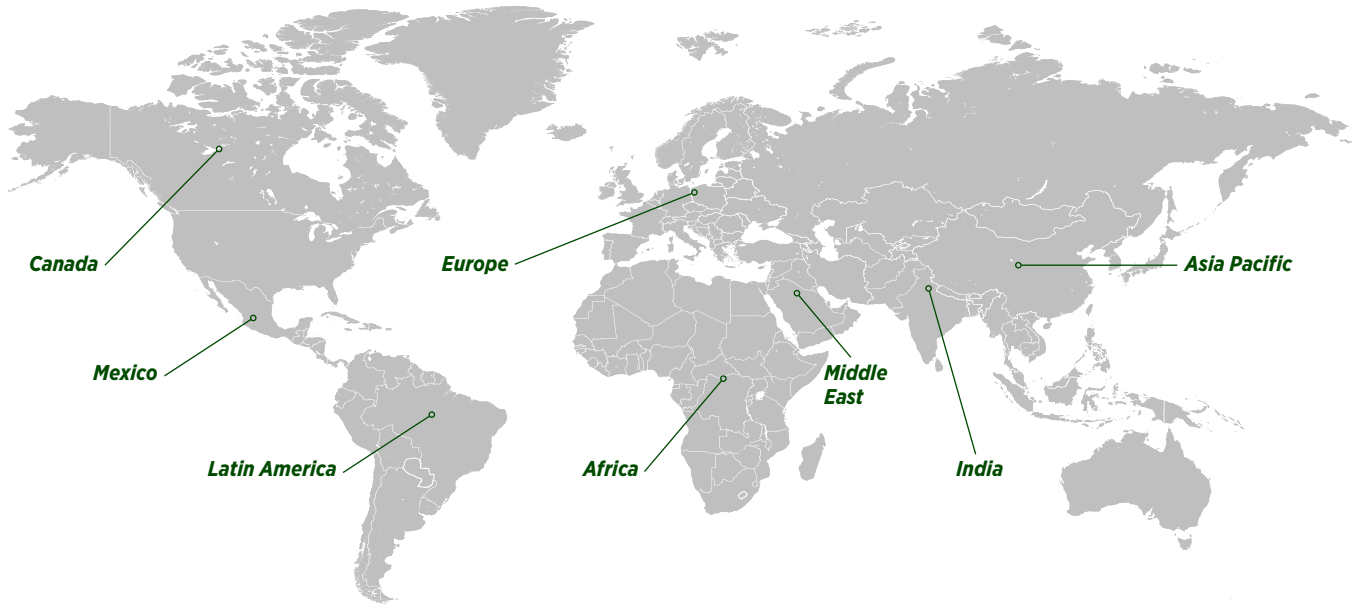 Canada
Europe
Asia Pacific
Mexico
Middle
East
Latin America
Africa
India